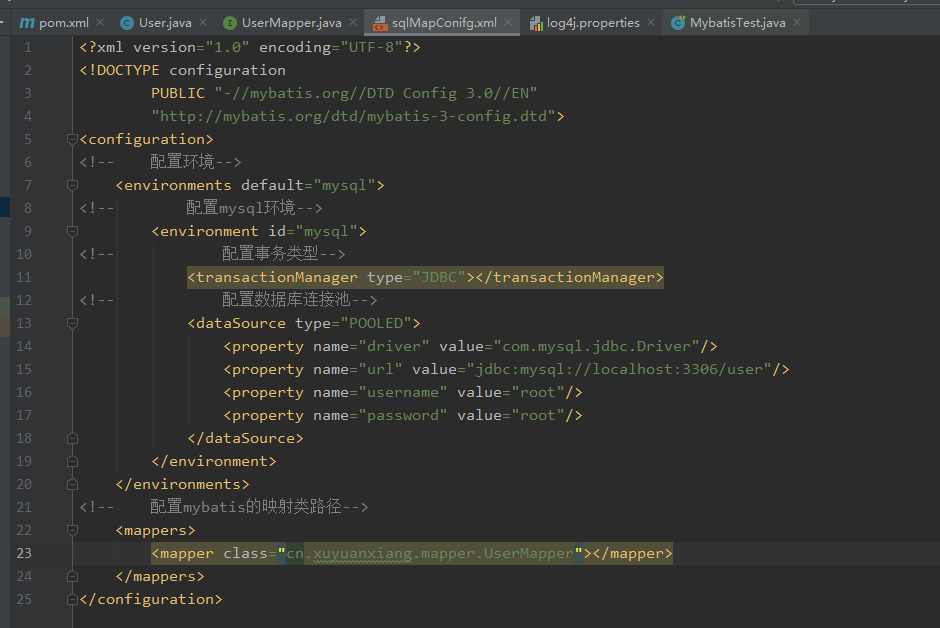 pom.xml User.java UserMapper.java sqlMapConifg.xml log4j.properties MybatisTest.java
1 <?xml version="1.0" encoding="UTF-8"?>
2 <!DOCTYPE configuration
3 PUBLIC "-//mybatis.org//DTD Config 3.0//EN"
4 "http://mybatis.org/dtd/mybatis-3-config.dtd">
5 <configuration>
6 <!-- 配置环境-->
7 <environments default="mysql">
8 <!-- 配置mysql环境-->
9 <environment id="mysql">
10 <!-- 配置事务类型-->
11 <transactionManager type="JDBC"></transactionManager>
12 <!-- 配置数据库连接池-->
13 <dataSource type="POOLED">
14 <property name="driver" value="com.mysql.jdbc.Driver"/>
15 <property name="url" value="jdbc:mysql://localhost:3306/user"/>
16 <property name="username" value="root"/>
17 <property name="password" value="root"/>
18 </dataSource>
19 </environment>
20 </environments>
21 <!-- 配置mybatis的映射类路径-->
22 <mappers>
23 <mapper class="cn.xuyuanxiang.mapper.UserMapper"></mapper>
24 </mappers>
25 </configuration>